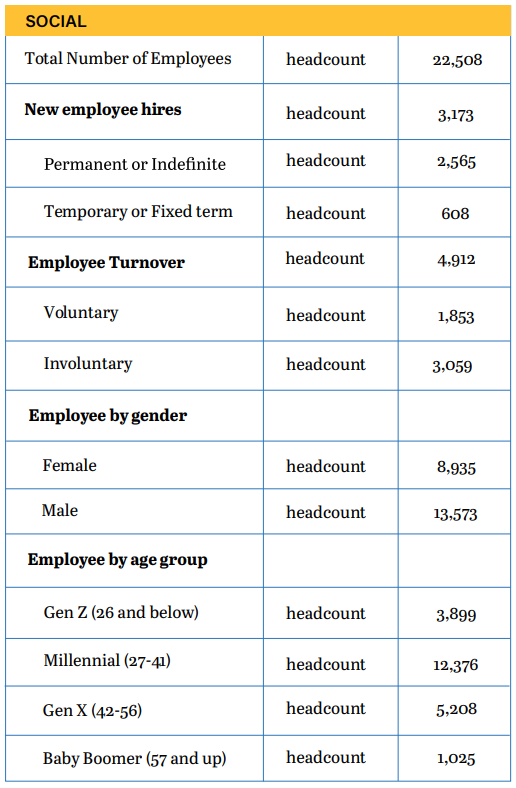 SOCIAL
Total Number of Employees headcount 22,508
New employee hires headcount 3,173
Permanent or Indefinite headcount 2,565
Temporary or Fixed term headcount 608
Employee Turnover headcount 4,912
Voluntary headcount 1,853
Involuntary headcount 3,059
Employee by gender
Female headcount 8,935
Male headcount 13,573
Employee by age group
Gen Z (26 and below) headcount 3,899
Millennial (27-41) headcount 12,376
Gen X (42-56) headcount 5,208
Baby Boomer (57 and up) headcount 1,025